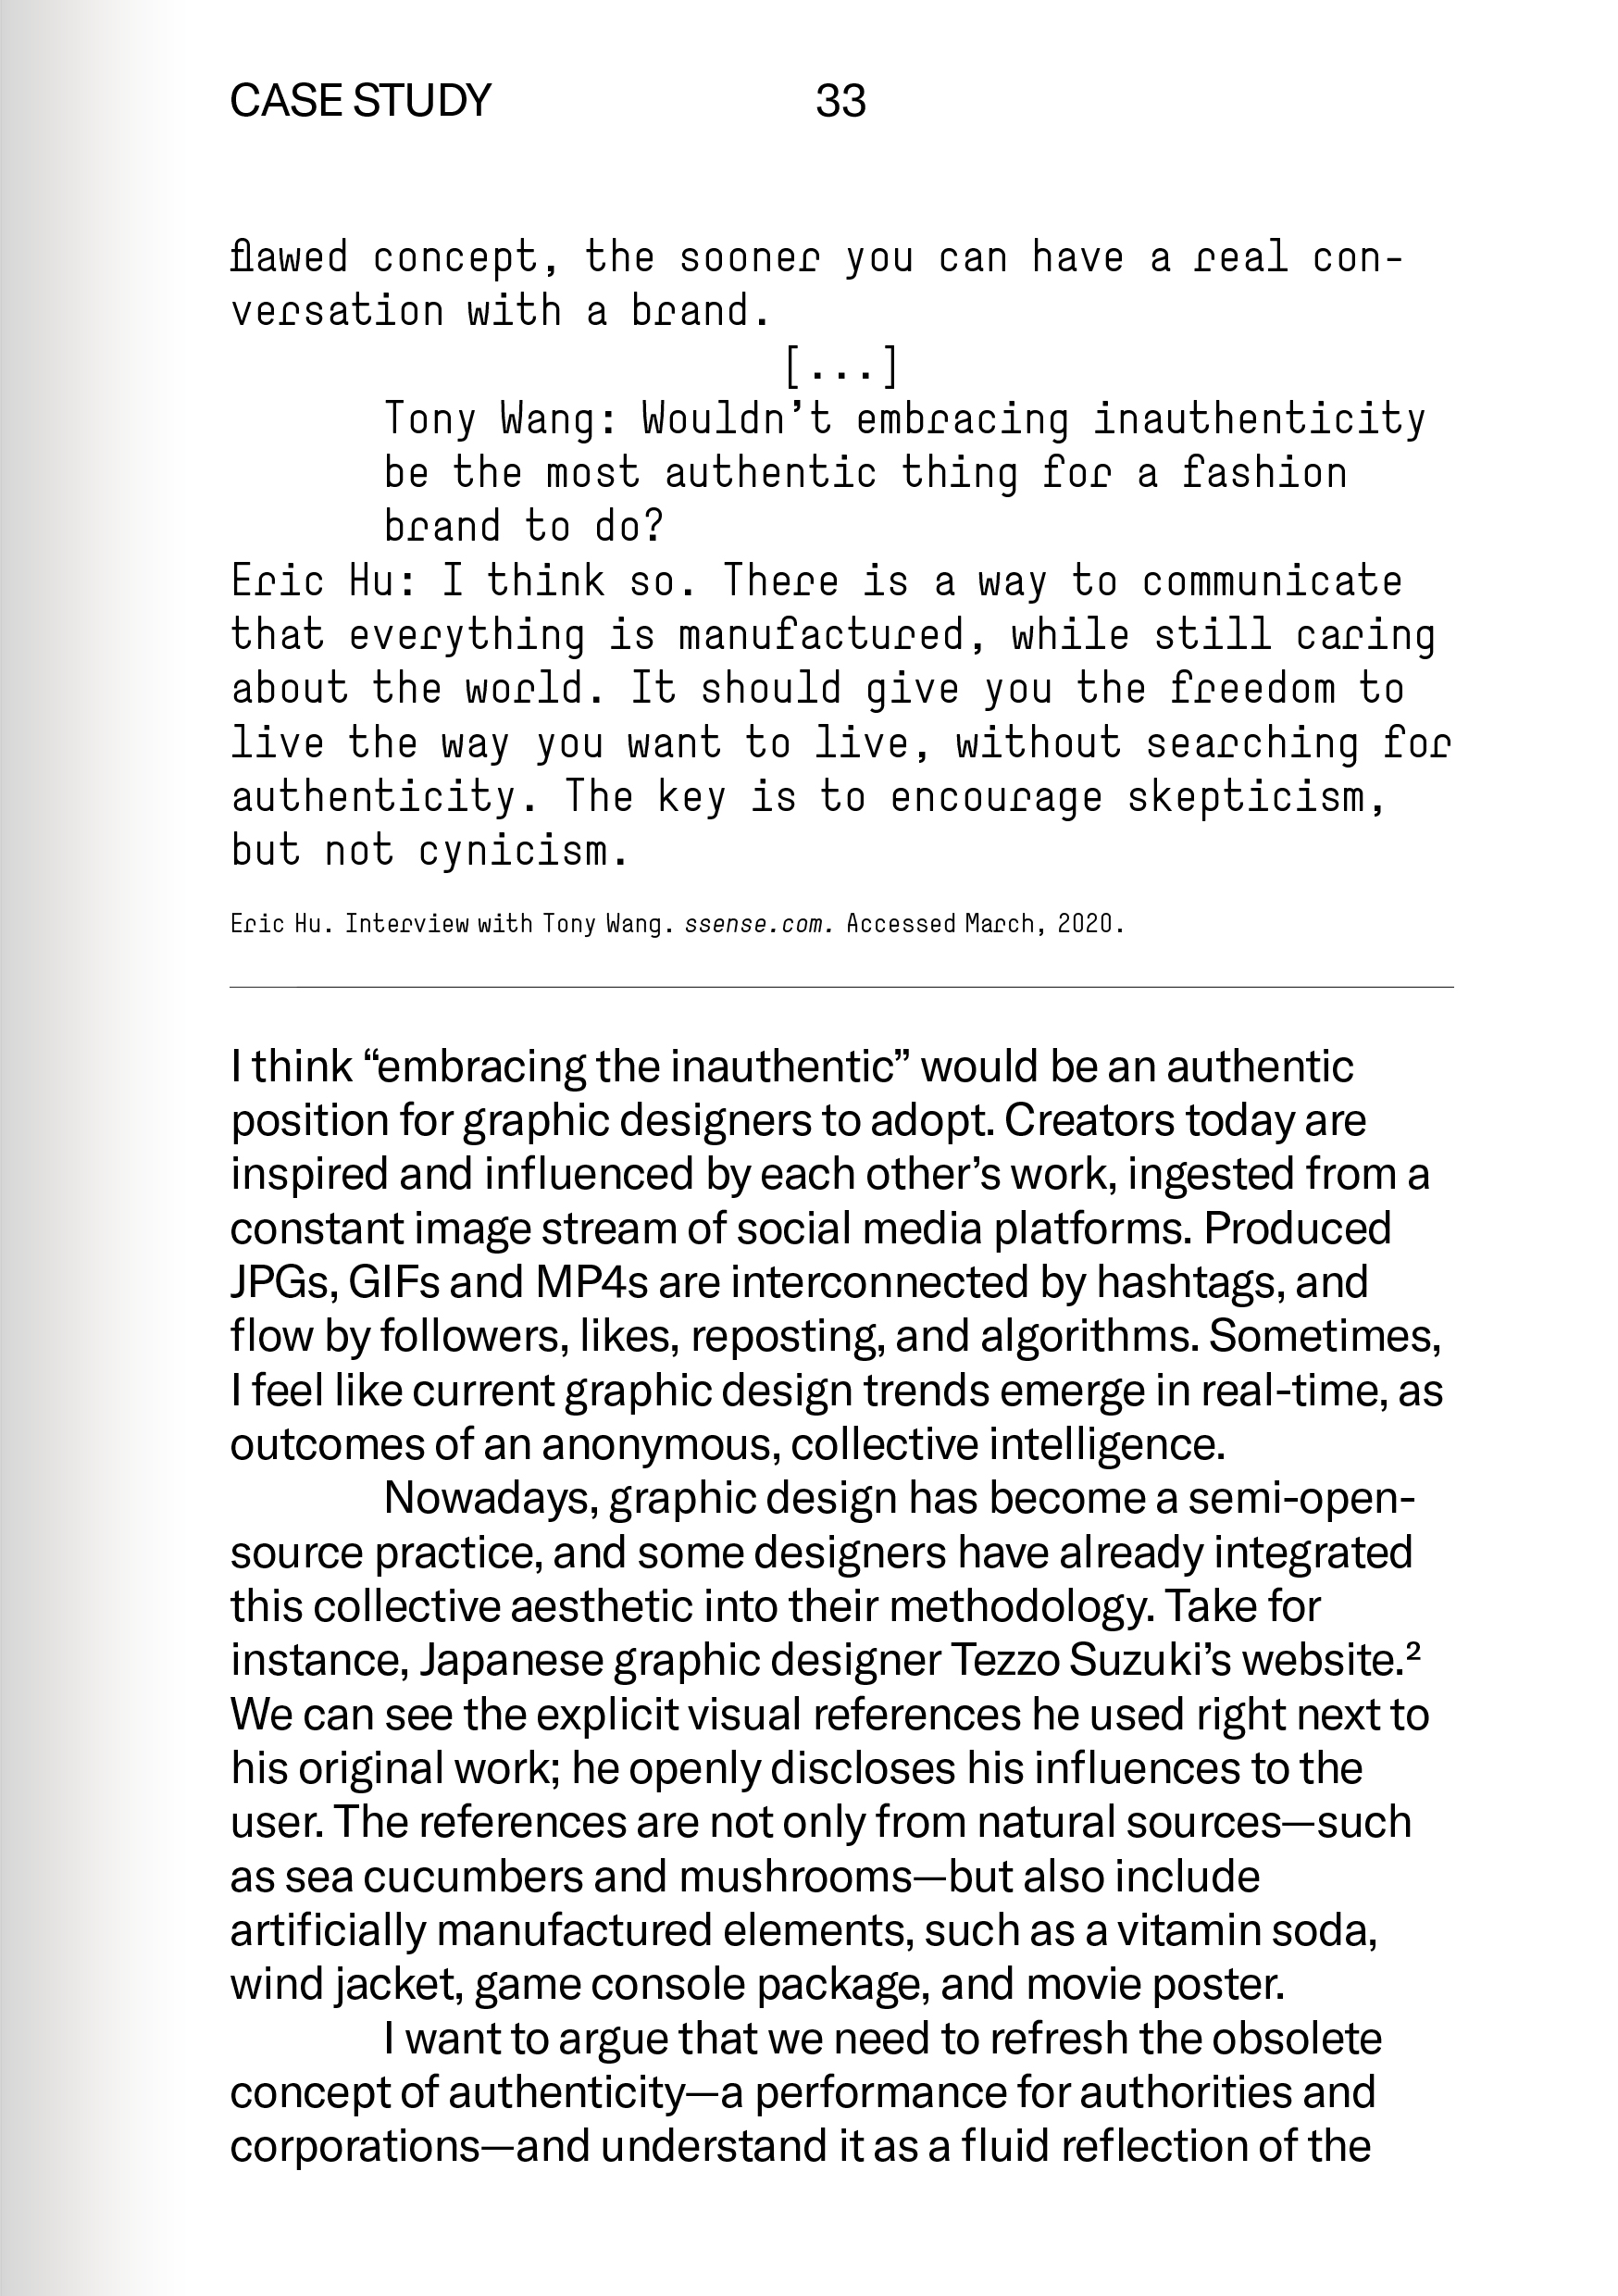 CASE STUDY
33
flawed concept, the sooner you can have a real con-
versation with a brand.
[...]
Tony Wang: Wouldn’t embracing inauthenticity
be the most authentic thing for a fashion
brand to do?
Eric Hu: I think so. There is a way to communicate
that everything is manufactured, while still caring
about the world. It should give you the freedom to
live the way you want to live, without searching for
authenticity. The key is to encourage skepticism,
but not cynicism.
Eric Hu. Interview with Tony Wang. ssense.com. Accessed March, 2020.
I think “embracing the inauthentic” would be an authentic
position for graphic designers to adopt. Creators today are
inspired and influenced by each other’s work, ingested from a
constant image stream of social media platforms. Produced
JPGs, GIFs and MP4s are interconnected by hashtags, and
flow by followers, likes, reposting, and algorithms. Sometimes,
I feel like current graphic design trends emerge in real-time, as
outcomes of an anonymous, collective intelligence.
Nowadays, graphic design has become a semi-open-
source practice, and some designers have already integrated
this collective aesthetic into their methodology. Take for
instance, Japanese graphic designer Tezzo Suzuki’s website.²
We can see the explicit visual references he used right next to
his original work; he openly discloses his influences to the
user. The references are not only from natural sources—such
as sea cucumbers and mushrooms—but also include
artificially manufactured elements, such as a vitamin soda,
wind jacket, game console package, and movie poster.
I want to argue that we need to refresh the obsolete
concept of authenticity—a performance for authorities and
corporations—and understand it as a fluid reflection of the